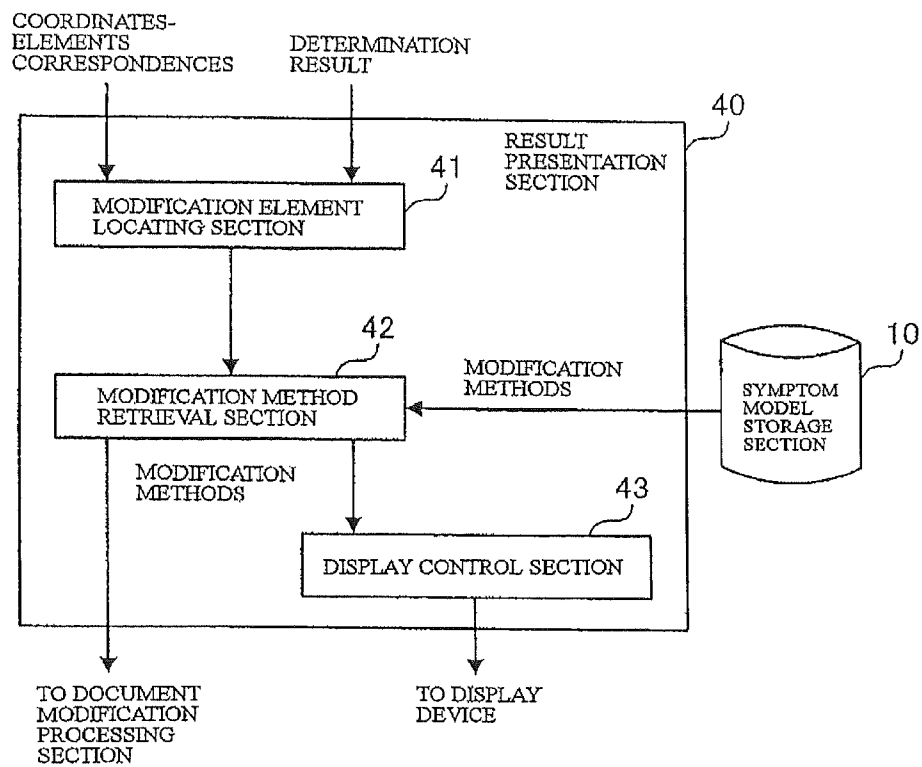 COORDINATES-
ELEMENTS
CORRESPONDENCES
DETERMINATION
RESULT
40
RESULT
PRESENTATION
SECTION
41
MODIFICATION ELEMENT
LOCATING SECTION
42
MODIFICATION METHOD
RETRIEVAL SECTION
MODIFICATION
METHODS
10
SYMPTOM
MODEL
STORAGE
SECTION
MODIFICATION
METHODS
43
DISPLAY CONTROL SECTION
TO DOCUMENT
MODIFICATION
PROCESSING
SECTION
TO DISPLAY
DEVICE